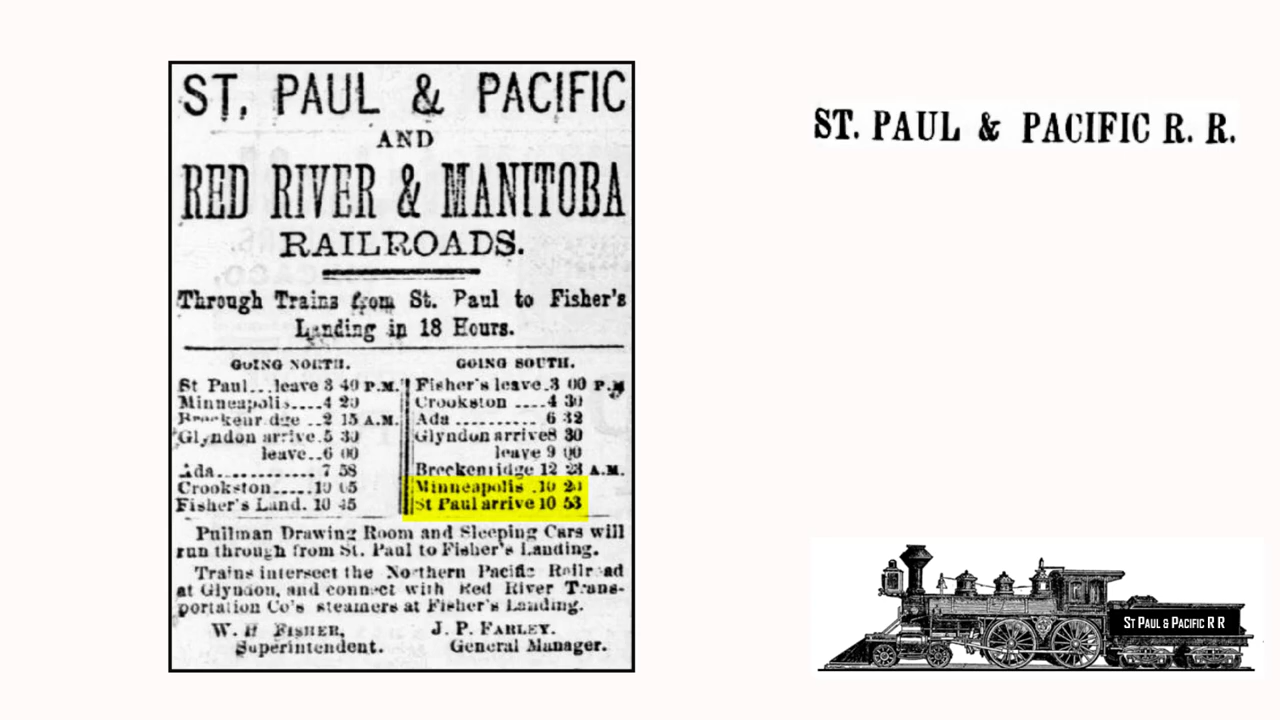 ST. PAUL & PACIFIC
AND
RED RIVER & MANITOBA
RAILROADS.
Through Trains from St. Paul to Fisher's
Landing in 18 Hours.
GOING NORTH.
St Paul...leave 3 40 P.M.
Minneapolis....4 20
Breckenridge ..2 15 A.M.
Glyndon arrive.5 30
leave..6 00
Ada............ 7 58
Crookston.....10 05
Fisher's Land. 10 45
GOING SOUTH.
Fisher's leave.3 00 P.M
Crookston ....4 30
Ada .......... 6 32
Glyndon arrive8 30
leave 9 00
Breckenridge 12 23 A.M.
Minneapolis .10 20
St Paul arrive 10 53
Pullman Drawing Room and Sleeping Cars will
run through from St. Paul to Fisher's Landing.
Trains intersect the Northern Pacific Railroad
at Glyndon, and connect with Red River Trans-
portation Co's steamers at Fisher's Landing.
W. H FISHER,
Superintendent.
J. P. FARLEY.
General Manager.
ST. PAUL & PACIFIC R. R.
ST PAUL & PACIFIC R R